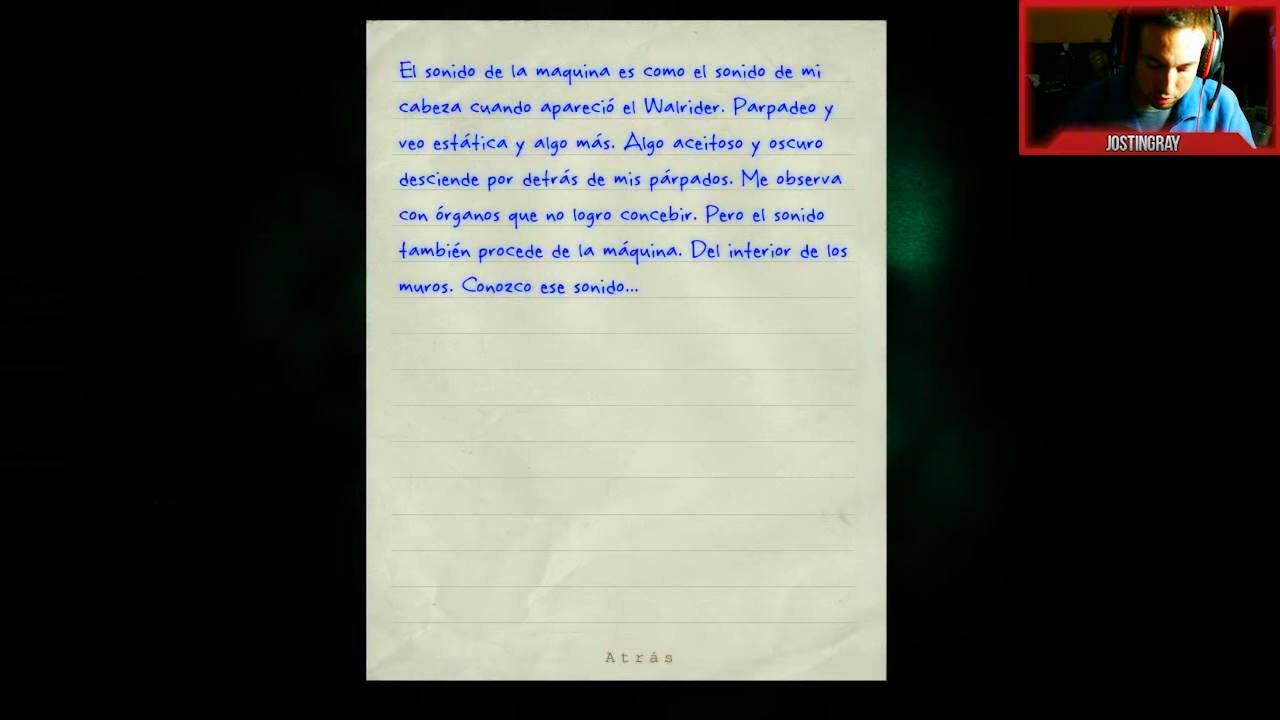 El sonido de la maquina es como el sonido de mi
cabeza cuando apareció el Walrider. Parpadeo y
veo estática y algo más. Algo aceitoso y oscuro
desciende por detrás de mis párpados. Me observa
con órganos que no logro concebir. Pero el sonido
también procede de la máquina. Del interior de los
muros. Conozco ese sonido...
Atrás
JOSTINGRAY